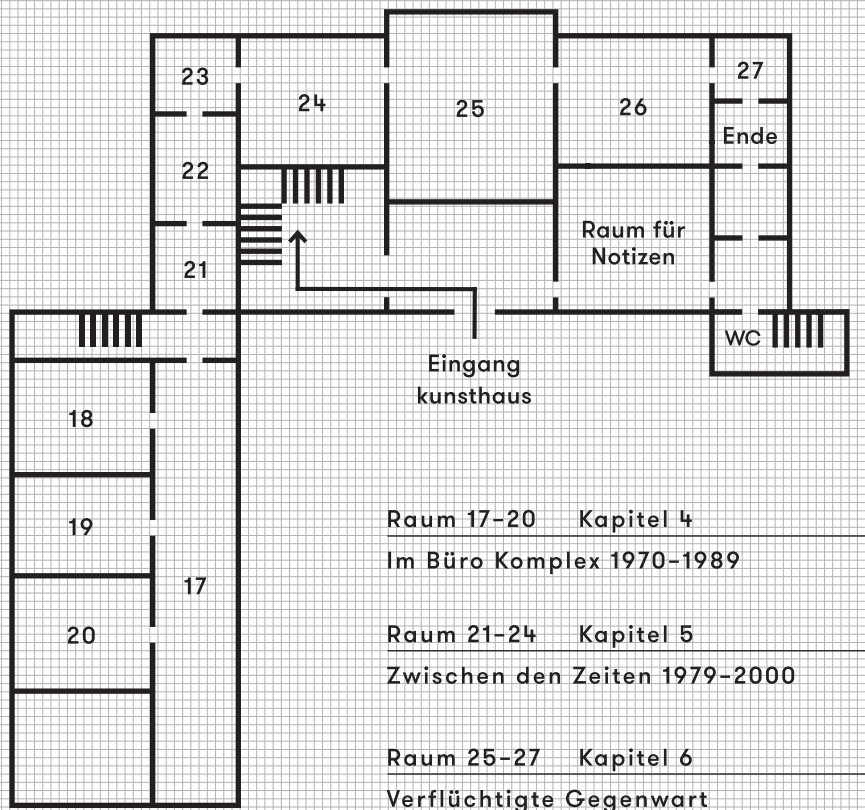 23
24
25
26
27
Ende
22
21
Raum für
Notizen
WC
Eingang
kunsthaus
18
19
17
20
Raum 17–20 Kapitel 4
Im Büro Komplex 1970–1989
Raum 21–24 Kapitel 5
Zwischen den Zeiten 1979–2000
Raum 25–27 Kapitel 6
Verflüchtigte Gegenwart